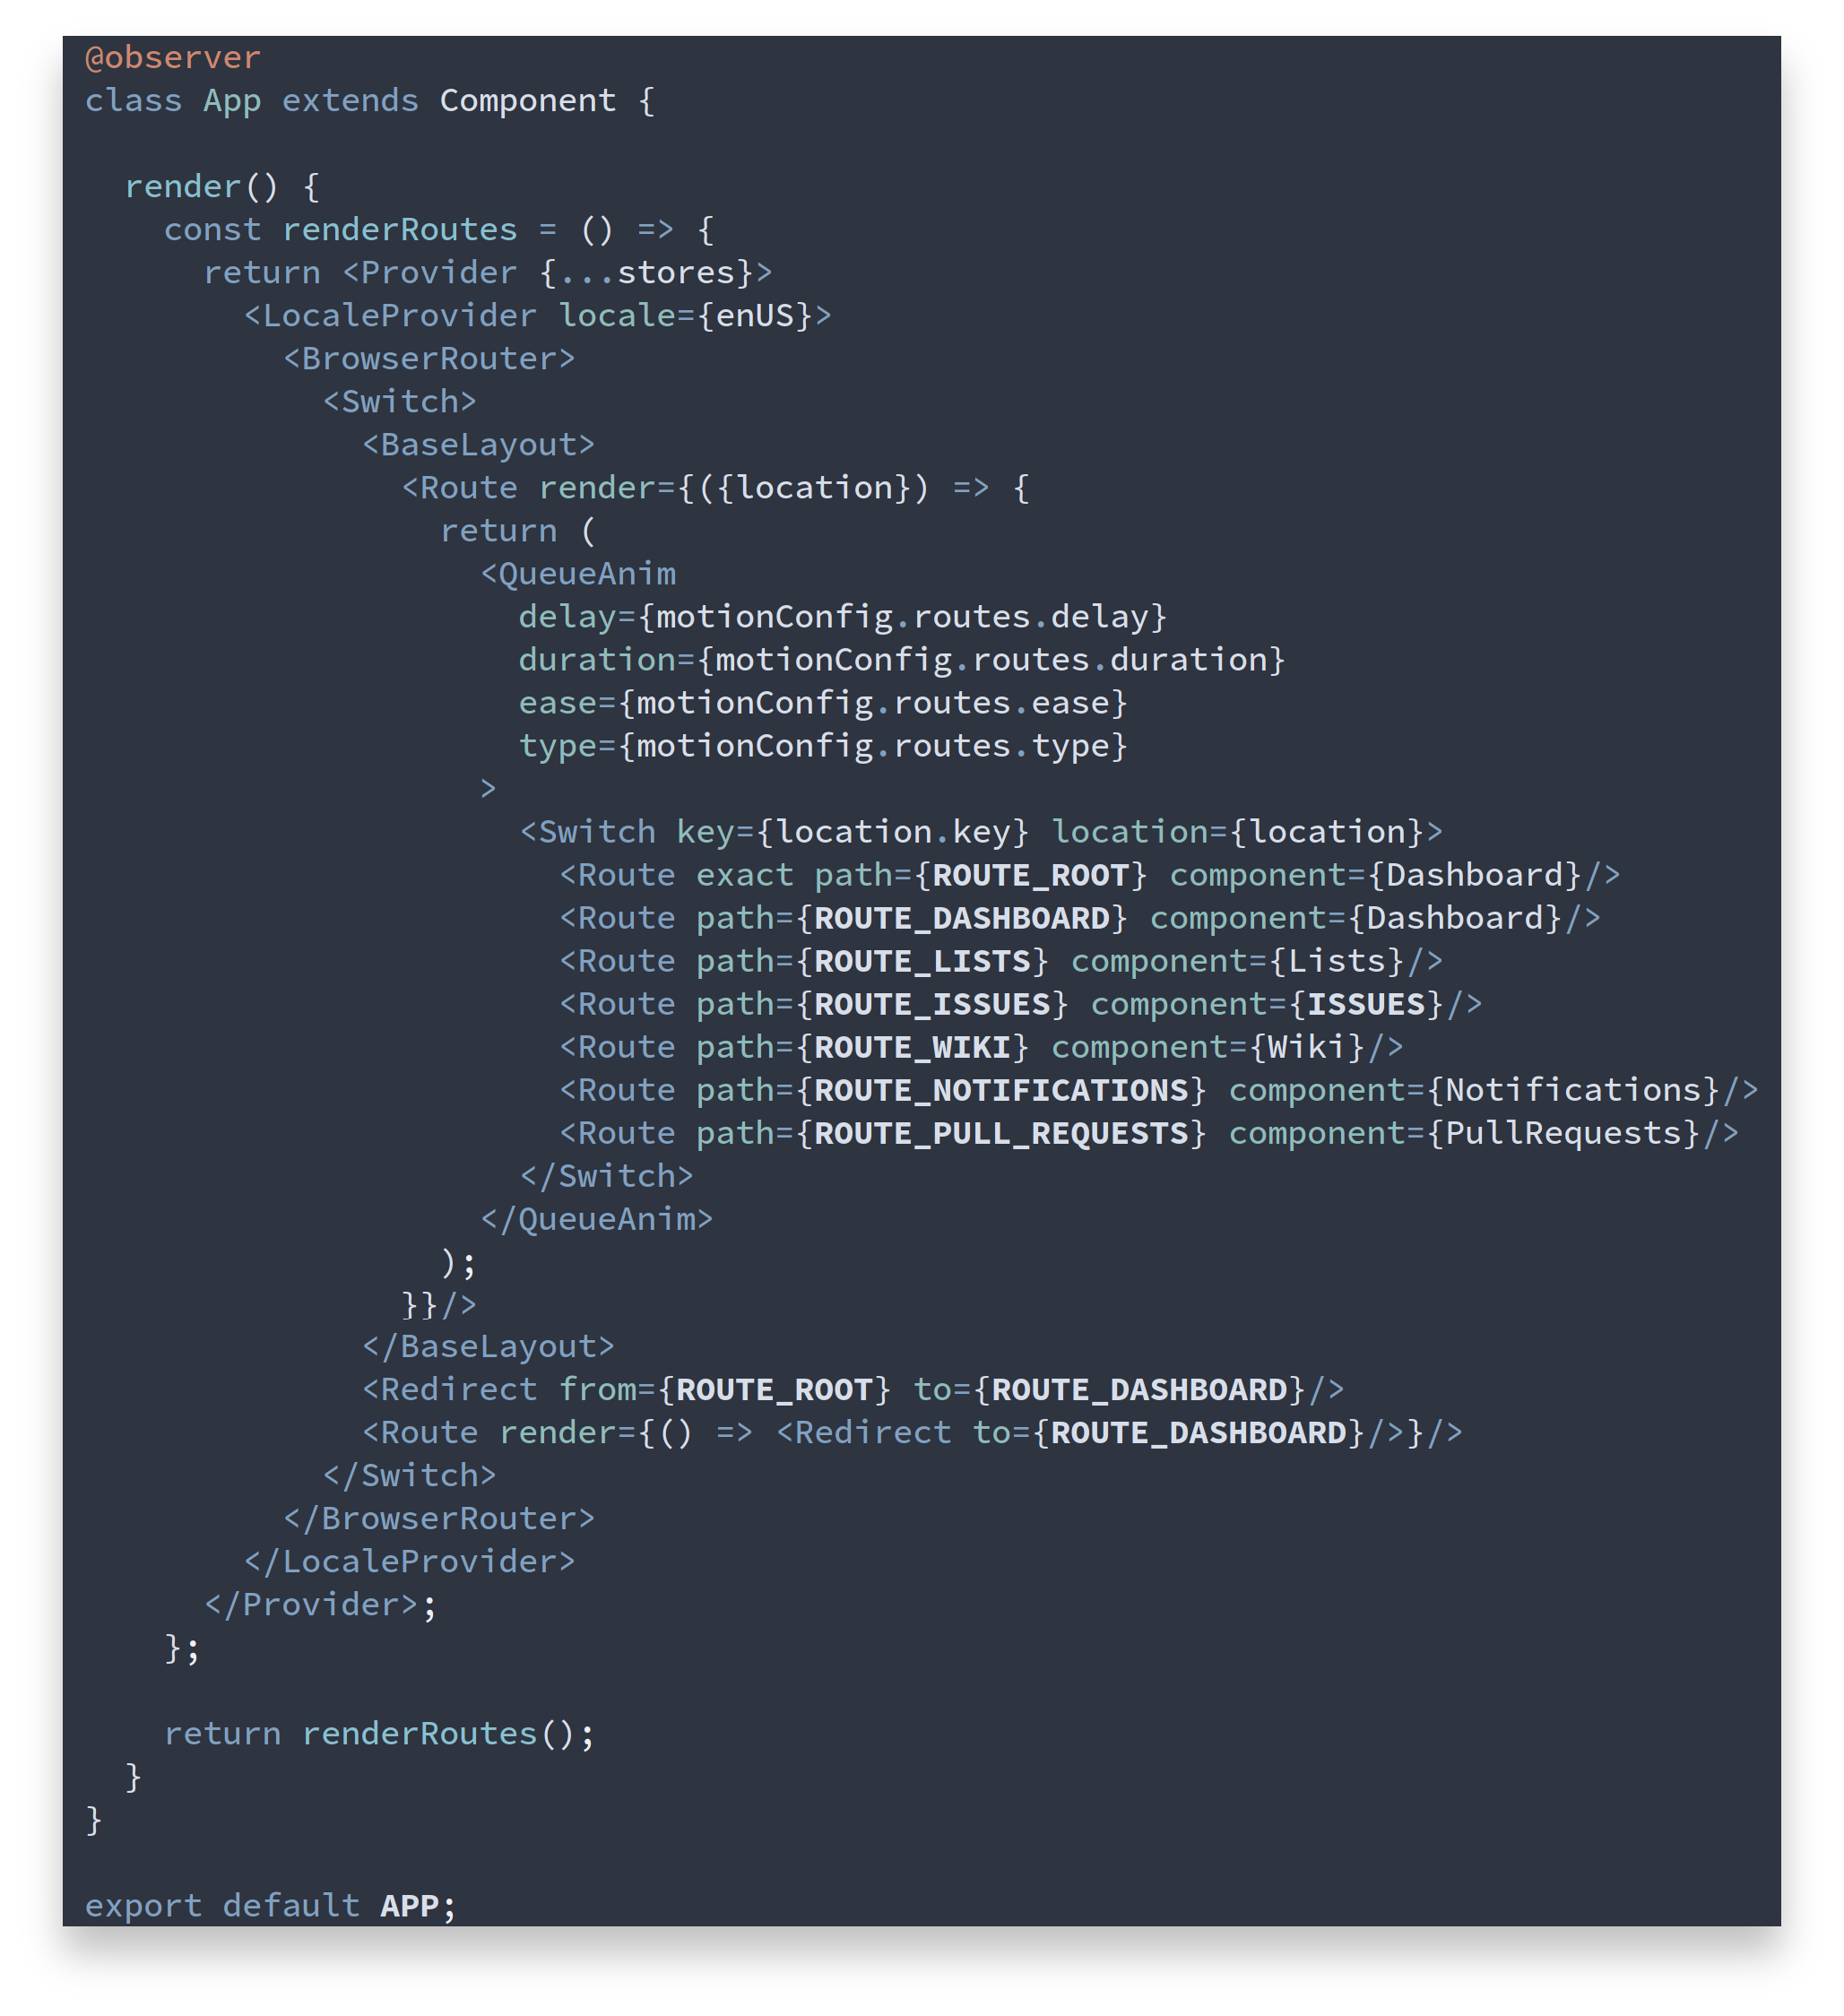 @observer
class App extends Component {

  render() {
    const renderRoutes = () => {
      return <Provider {...stores}>
        <LocaleProvider locale={enUS}>
          <BrowserRouter>
            <Switch>
              <BaseLayout>
                <Route render={({location}) => {
                  return (
                    <QueueAnim
                      delay={motionConfig.routes.delay}
                      duration={motionConfig.routes.duration}
                      ease={motionConfig.routes.ease}
                      type={motionConfig.routes.type}
                    >
                      <Switch key={location.key} location={location}>
                        <Route exact path={ROUTE_ROOT} component={Dashboard}/>
                        <Route path={ROUTE_DASHBOARD} component={Dashboard}/>
                        <Route path={ROUTE_LISTS} component={Lists}/>
                        <Route path={ROUTE_ISSUES} component={ISSUES}/>
                        <Route path={ROUTE_WIKI} component={Wiki}/>
                        <Route path={ROUTE_NOTIFICATIONS} component={Notifications}/>
                        <Route path={ROUTE_PULL_REQUESTS} component={PullRequests}/>
                      </Switch>
                    </QueueAnim>
                  );
                }}/>
              </BaseLayout>
              <Redirect from={ROUTE_ROOT} to={ROUTE_DASHBOARD}/>
              <Route render={() => <Redirect to={ROUTE_DASHBOARD}/>}/>
            </Switch>
          </BrowserRouter>
        </LocaleProvider>
      </Provider>;
    };

    return renderRoutes();
  }
}

export default APP;